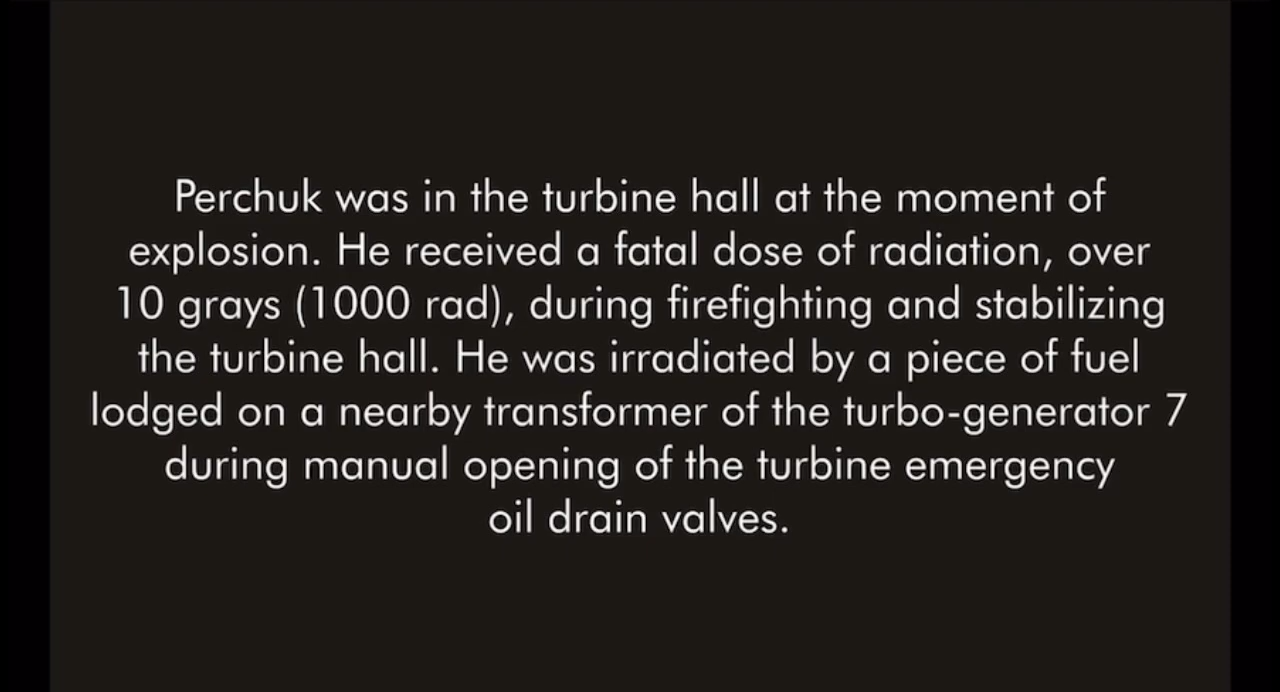 Perchuk was in the turbine hall at the moment of
explosion. He received a fatal dose of radiation, over
10 grays (1000 rad), during firefighting and stabilizing
the turbine hall. He was irradiated by a piece of fuel
lodged on a nearby transformer of the turbo-generator 7
during manual opening of the turbine emergency
oil drain valves.